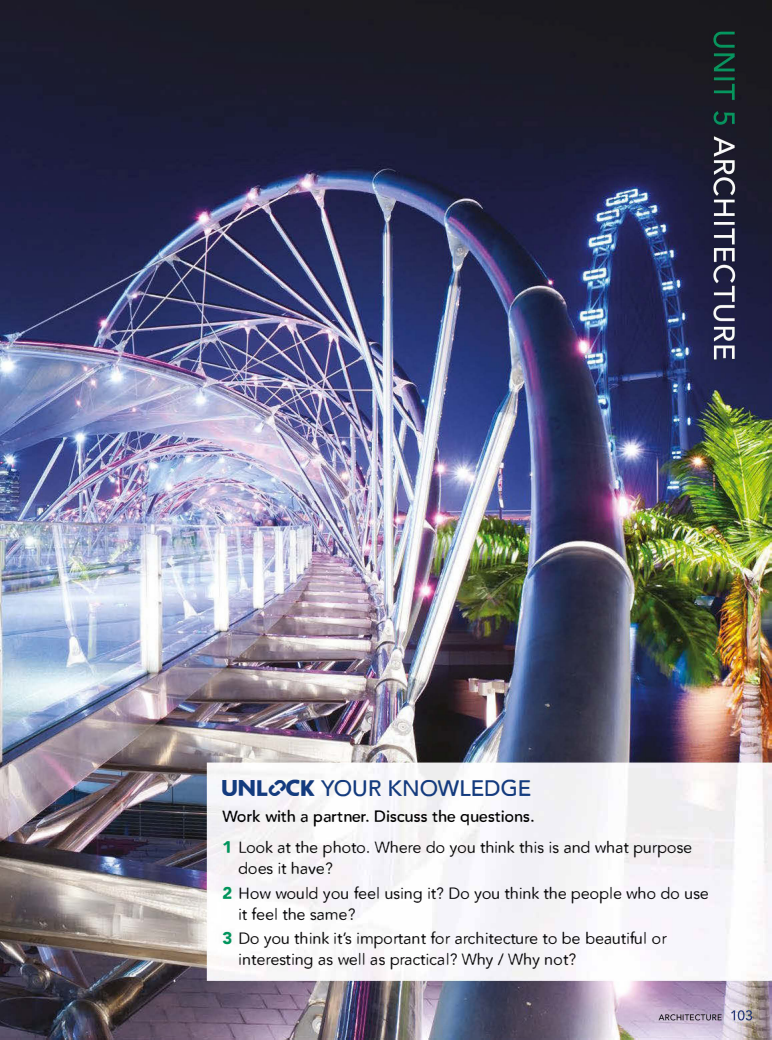 UNIT 5 ARCHITECTURE
UNLOCK YOUR KNOWLEDGE
Work with a partner. Discuss the questions.
1 Look at the photo. Where do you think this is and what purpose
does it have?
2 How would you feel using it? Do you think the people who do use
it feel the same?
3 Do you think it's important for architecture to be beautiful or
interesting as well as practical? Why / Why not?
ARCHITECTURE 103